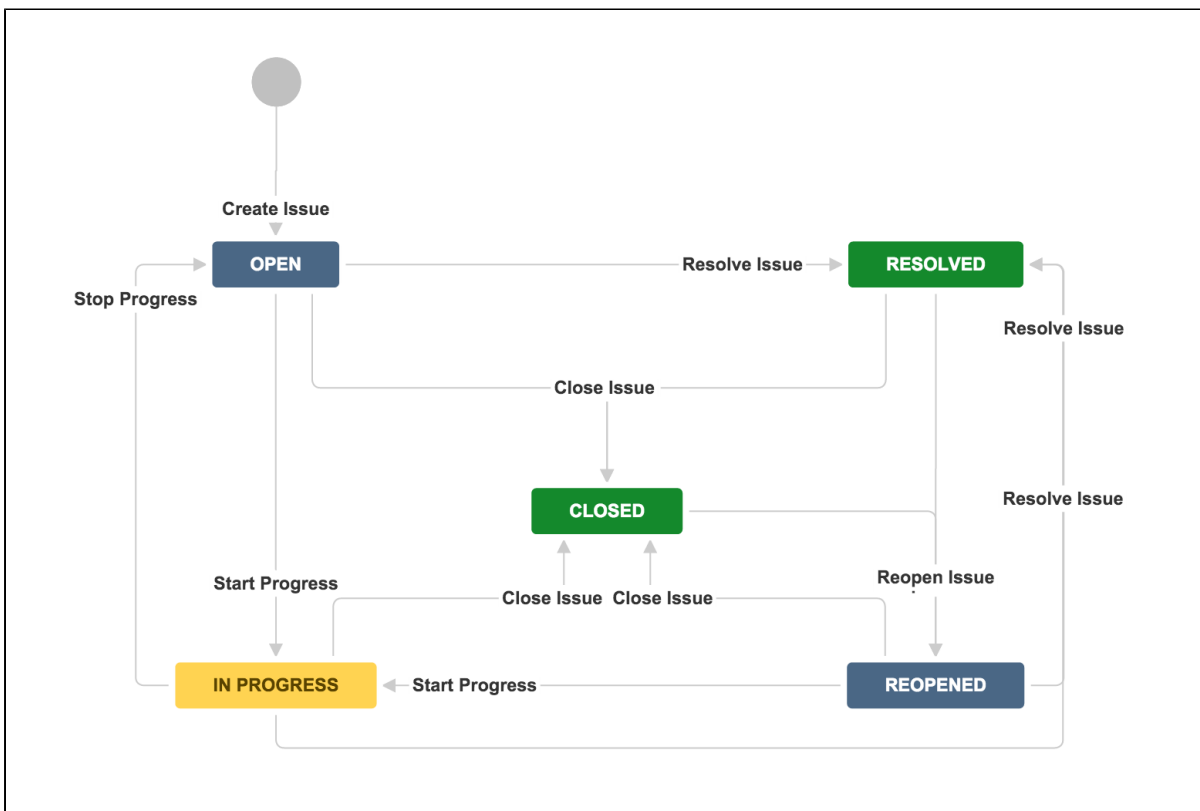 Create Issue
OPEN
Resolve Issue
RESOLVED
Stop Progress
Resolve Issue
Close Issue
Resolve Issue
CLOSED
Start Progress
Reopen Issue
Close Issue
Close Issue
IN PROGRESS
Start Progress
REOPENED